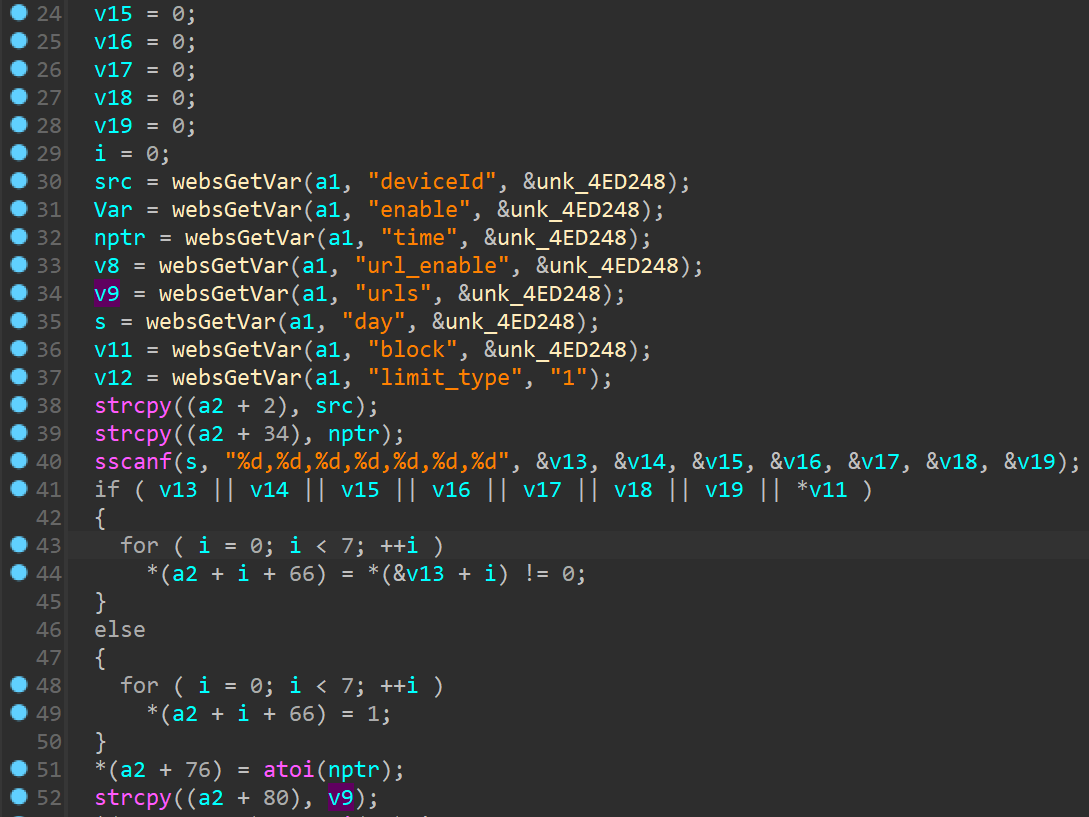 24 v15 = 0;
25 v16 = 0;
26 v17 = 0;
27 v18 = 0;
28 v19 = 0;
29 i = 0;
30 src = websGetVar(a1, "deviceId", &unk_4ED248);
31 Var = websGetVar(a1, "enable", &unk_4ED248);
32 nptr = websGetVar(a1, "time", &unk_4ED248);
33 v8 = websGetVar(a1, "url_enable", &unk_4ED248);
34 v9 = websGetVar(a1, "urls", &unk_4ED248);
35 s = websGetVar(a1, "day", &unk_4ED248);
36 v11 = websGetVar(a1, "block", &unk_4ED248);
37 v12 = websGetVar(a1, "limit_type", "1");
38 strcpy((a2 + 2), src);
39 strcpy((a2 + 34), nptr);
40 sscanf(s, "%d,%d,%d,%d,%d,%d,%d", &v13, &v14, &v15, &v16, &v17, &v18, &v19);
41 if ( v13 || v14 || v15 || v16 || v17 || v18 || v19 || *v11 )
42 {
43 for ( i = 0; i < 7; ++i )
44 *(a2 + i + 66) = *(&v13 + i) != 0;
45 }
46 else
47 {
48 for ( i = 0; i < 7; ++i )
49 *(a2 + i + 66) = 1;
50 }
51 *(a2 + 76) = atoi(nptr);
52 strcpy((a2 + 80), v9);